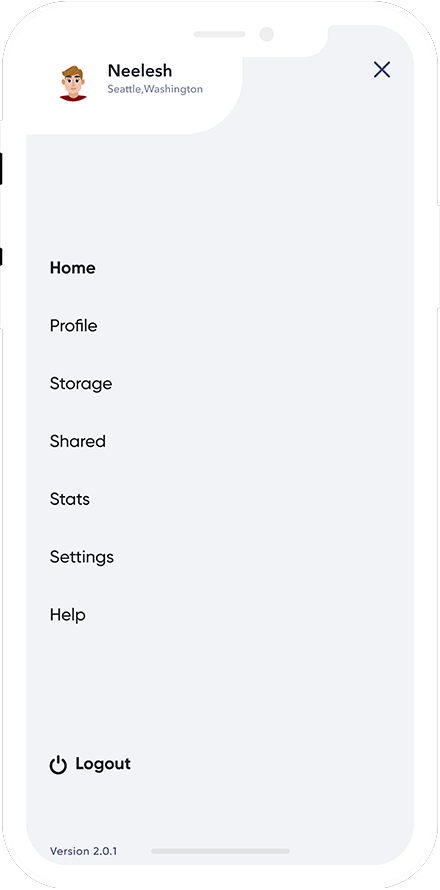 Neelesh
Seattle,Washington
Home
Profile
Storage
Shared
Stats
Settings
Help
Logout
Version 2.0.1